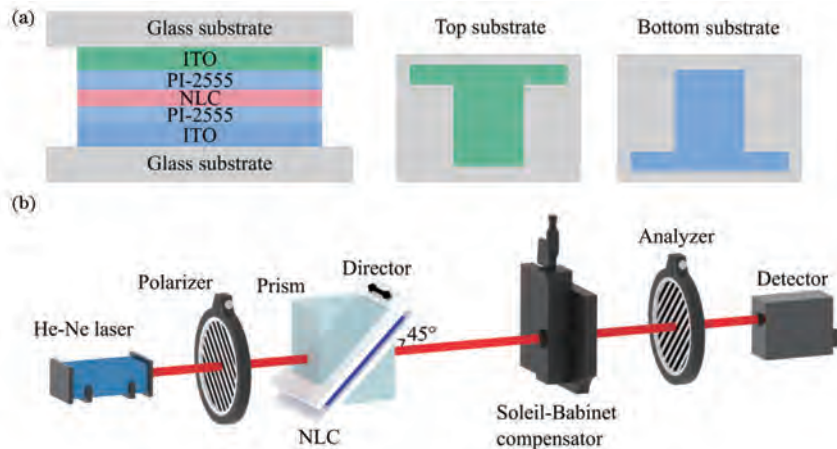 (a)
Glass substrate
ITO
PI-2555
NLC
PI-2555
ITO
Glass substrate
Top substrate
Bottom substrate
(b)
He-Ne laser
Polarizer
Prism
Director
45°
NLC
Soleil-Babinet
compensator
Analyzer
Detector